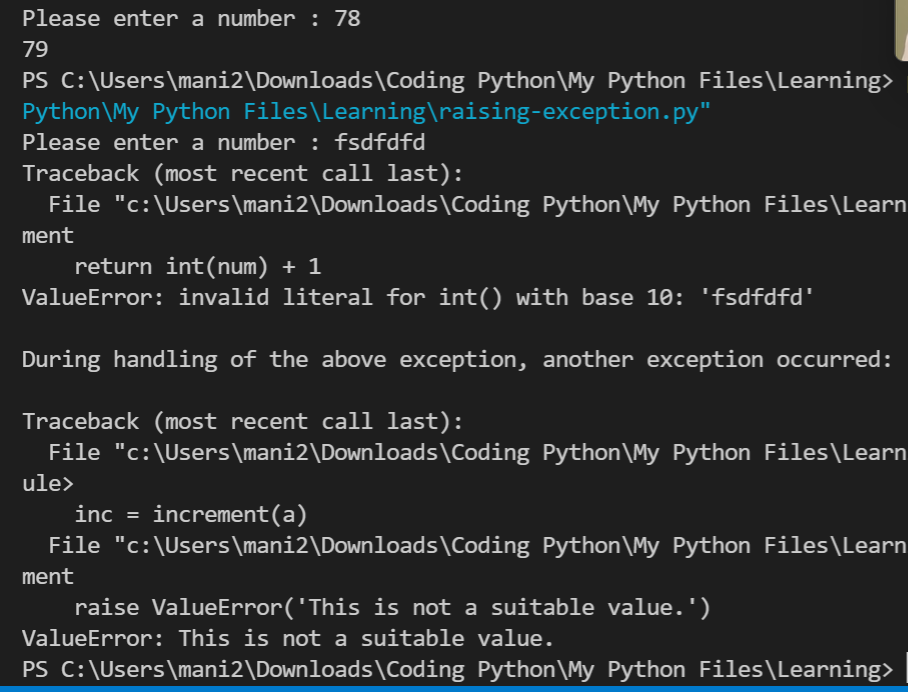 Please enter a number : 78
79
PS C:\Users\mani2\Downloads\Coding Python\My Python Files\Learning>
Python\My Python Files\Learning\raising-exception.py"
Please enter a number : fsdfdfd
Traceback (most recent call last):
  File "c:\Users\mani2\Downloads\Coding Python\My Python Files\Learn
ment
    return int(num) + 1
ValueError: invalid literal for int() with base 10: 'fsdfdfd'

During handling of the above exception, another exception occurred:

Traceback (most recent call last):
  File "c:\Users\mani2\Downloads\Coding Python\My Python Files\Learn
ule>
    inc = increment(a)
  File "c:\Users\mani2\Downloads\Coding Python\My Python Files\Learn
ment
    raise ValueError('This is not a suitable value.')
ValueError: This is not a suitable value.
PS C:\Users\mani2\Downloads\Coding Python\My Python Files\Learning>